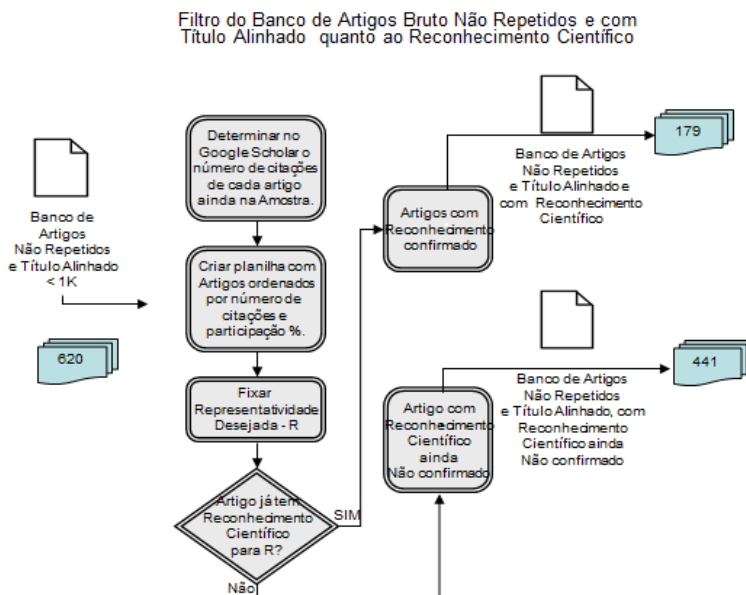 Filtro do Banco de Artigos Bruto Não Repetidos e com
Título Alinhado quanto ao Reconhecimento Científico
Banco de
Artigos
Não Repetidos
e Título Alinhado
< 1K
620
Determinar no
Google Scholar o
número de citações
de cada artigo
ainda na Amostra.
Criar planilha com
Artigos ordenados
por número de
citações e
participação %.
Fixar
Representatividade
Desejada - R
Artigo já tem
Reconhecimento
Científico
para R?
SIM
Não
Artigos com
Reconhecimento
confirmado
Banco de Artigos
Não Repetidos
e Título Alinhado e
com Reconhecimento
Científico
179
Artigo com
Reconhecimento
Científico
ainda
Não confirmado
Banco de Artigos
Não Repetidos
e Título Alinhado, com
Reconhecimento
Científico ainda
Não confirmado
441